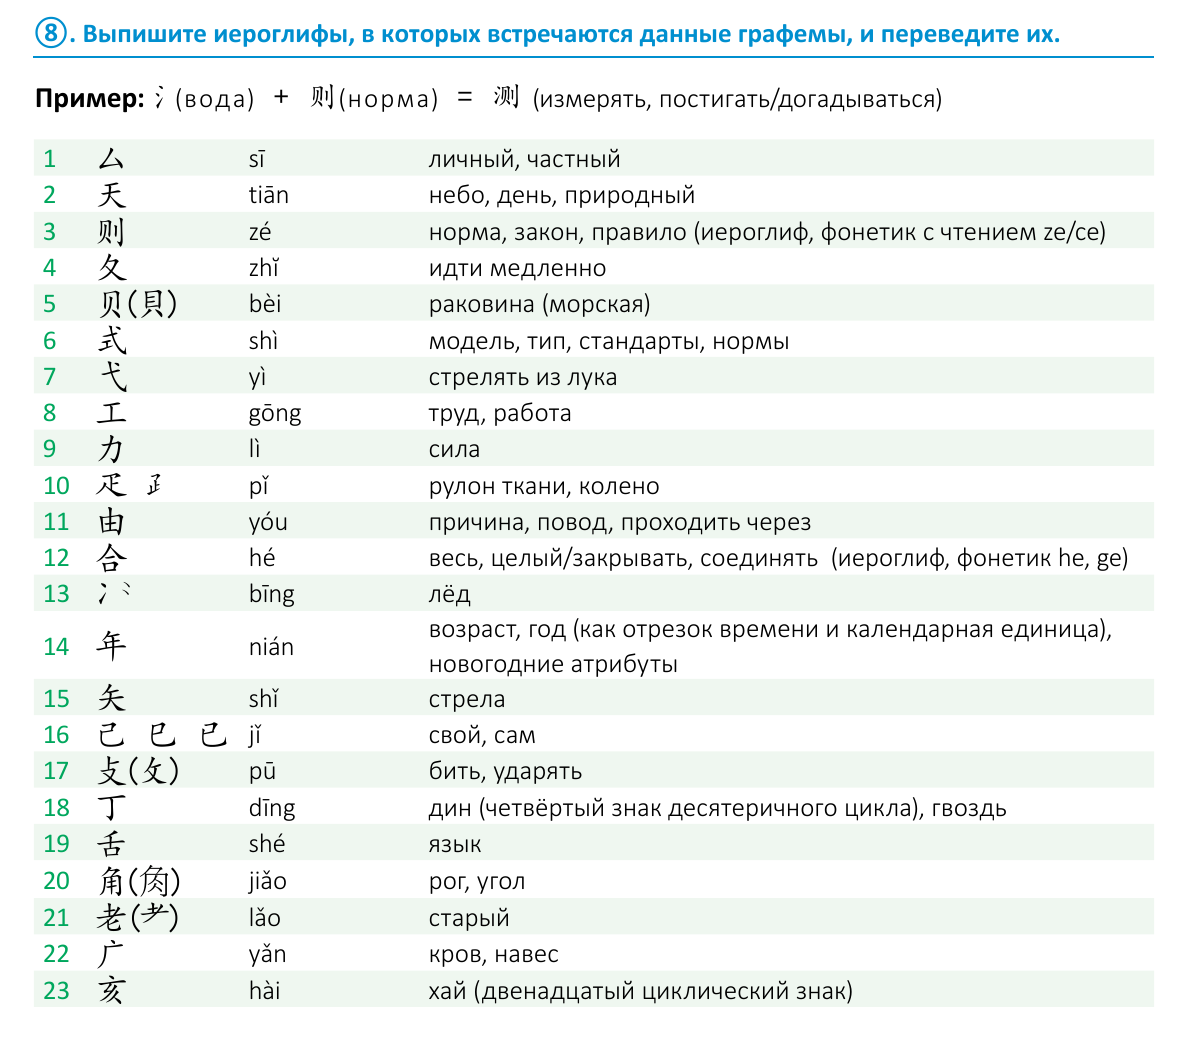 ⑧. Выпишите иероглифы, в которых встречаются данные графемы, и переведите их.
Пример: 氵(вода) + 则(норма) = 测 (измерять, постигать/догадываться)
1 厶 sī личный, частный
2 天 tiān небо, день, природный
3 则 zé норма, закон, правило (иероглиф, фонетик с чтением ze/ce)
4 夂 zhǐ идти медленно
5 贝(貝) bèi раковина (морская)
6 式 shì модель, тип, стандарты, нормы
7 弋 yì стрелять из лука
8 工 gōng труд, работа
9 力 lì сила
10 疋 ⺪ pǐ рулон ткани, колено
11 由 yóu причина, повод, проходить через
12 合 hé весь, целый/закрывать, соединять (иероглиф, фонетик he, ge)
13 冫⺀ bīng лёд
14 年 nián возраст, год (как отрезок времени и календарная единица),
новогодние атрибуты
15 矢 shǐ стрела
16 己 巳 已 jǐ свой, сам
17 攴(攵) pū бить, ударять
18 丁 dīng дин (четвёртый знак десятеричного цикла), гвоздь
19 舌 shé язык
20 角(⻆) jiǎo рог, угол
21 老(耂) lǎo старый
22 广 yǎn кров, навес
23 亥 hài хай (двенадцатый циклический знак)